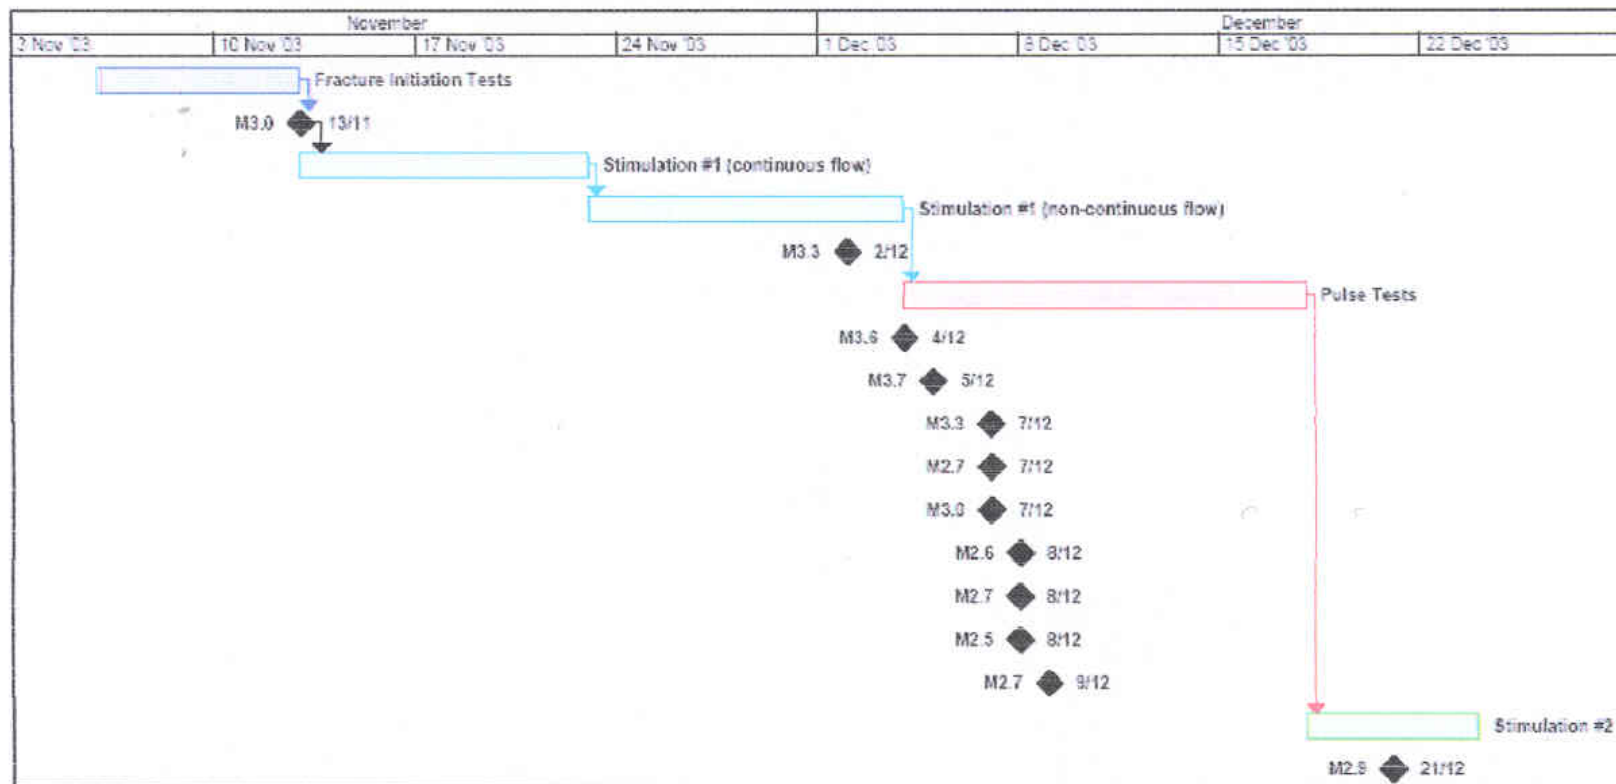 November December
3 Nov '03 10 Nov '03 17 Nov '03 24 Nov '03 1 Dec '03 8 Dec '03 15 Dec '03 22 Dec '03
Fracture Initiation Tests
M3.0 13/11
Stimulation #1 (continuous flow)
Stimulation #1 (non-continuous flow)
M3.3 2/12
Pulse Tests
M3.6 4/12
M3.7 5/12
M3.3 7/12
M2.7 7/12
M3.0 7/12
M2.6 8/12
M2.7 8/12
M2.5 8/12
M2.7 9/12
Stimulation #2
21/12